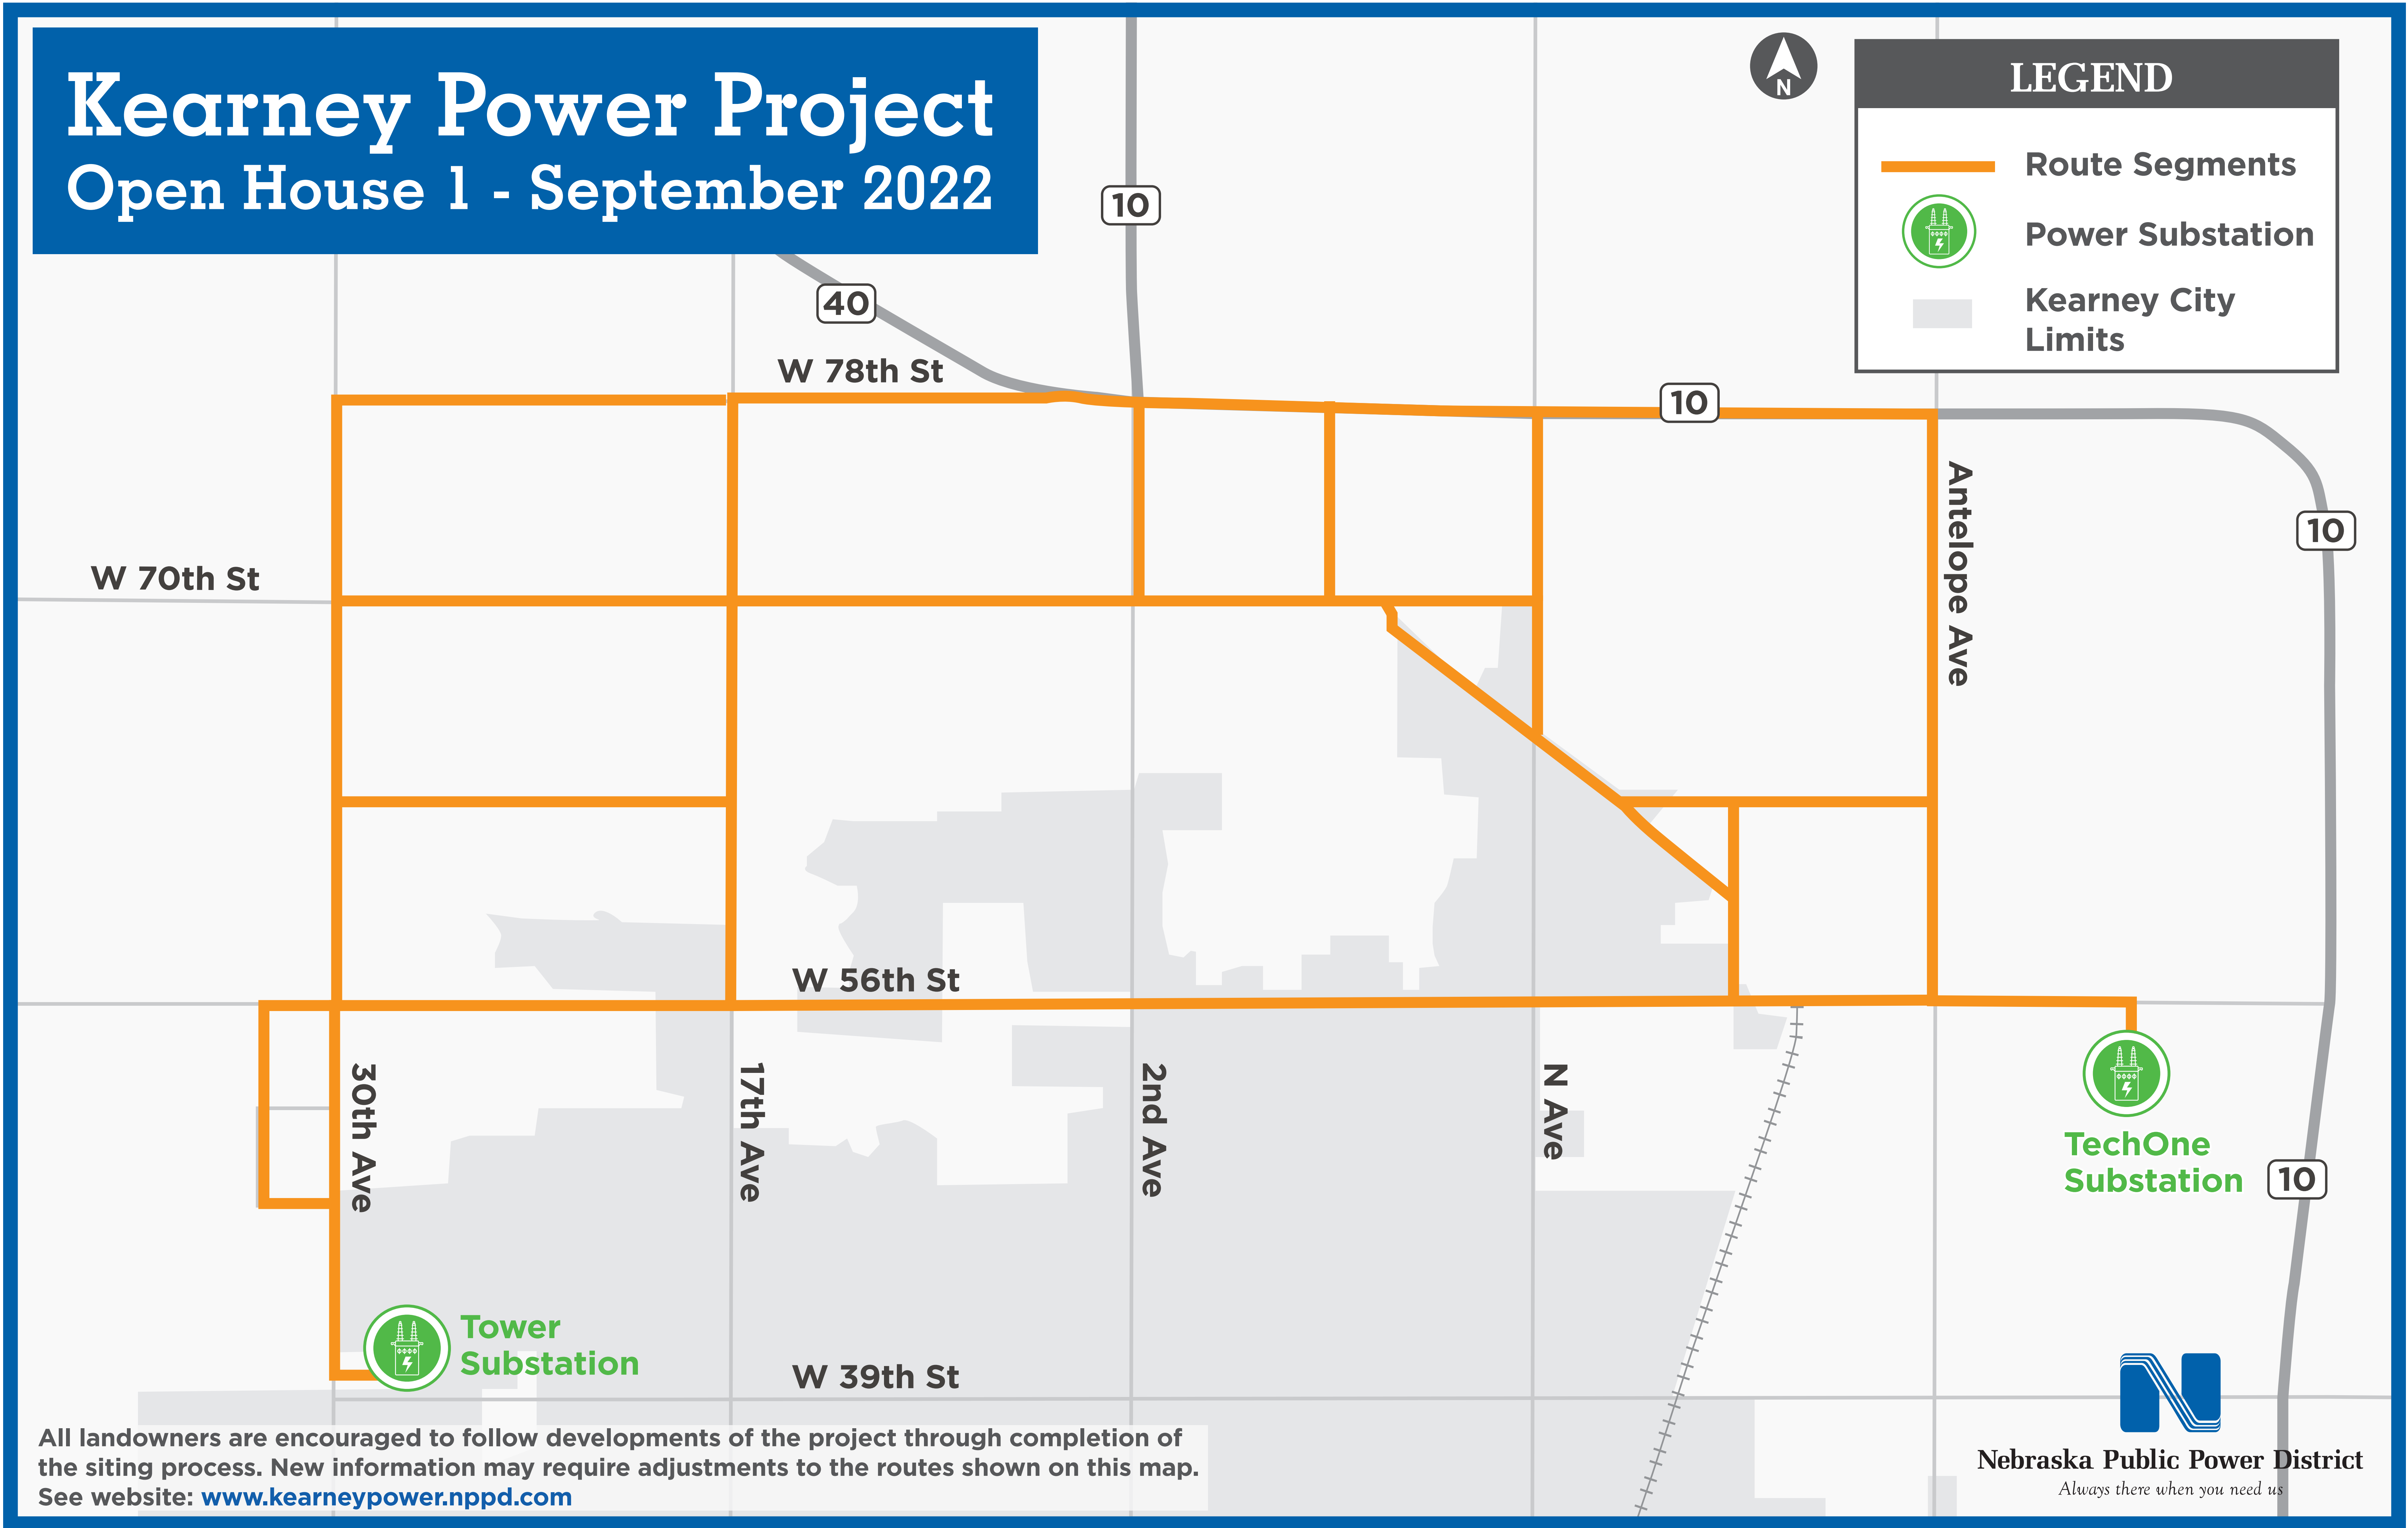 Kearney Power Project
Open House 1 - September 2022
N
LEGEND
Route Segments
Power Substation
Kearney City
Limits
10
40
W 78th St
10
10
Antelope Ave
W 70th St
W 56th St
30th Ave
17th Ave
2nd Ave
N Ave
TechOne
Substation
10
Tower
Substation
W 39th St
All landowners are encouraged to follow developments of the project through completion of
the siting process. New information may require adjustments to the routes shown on this map.
See website: www.kearneypower.nppd.com
Nebraska Public Power District
Always there when you need us